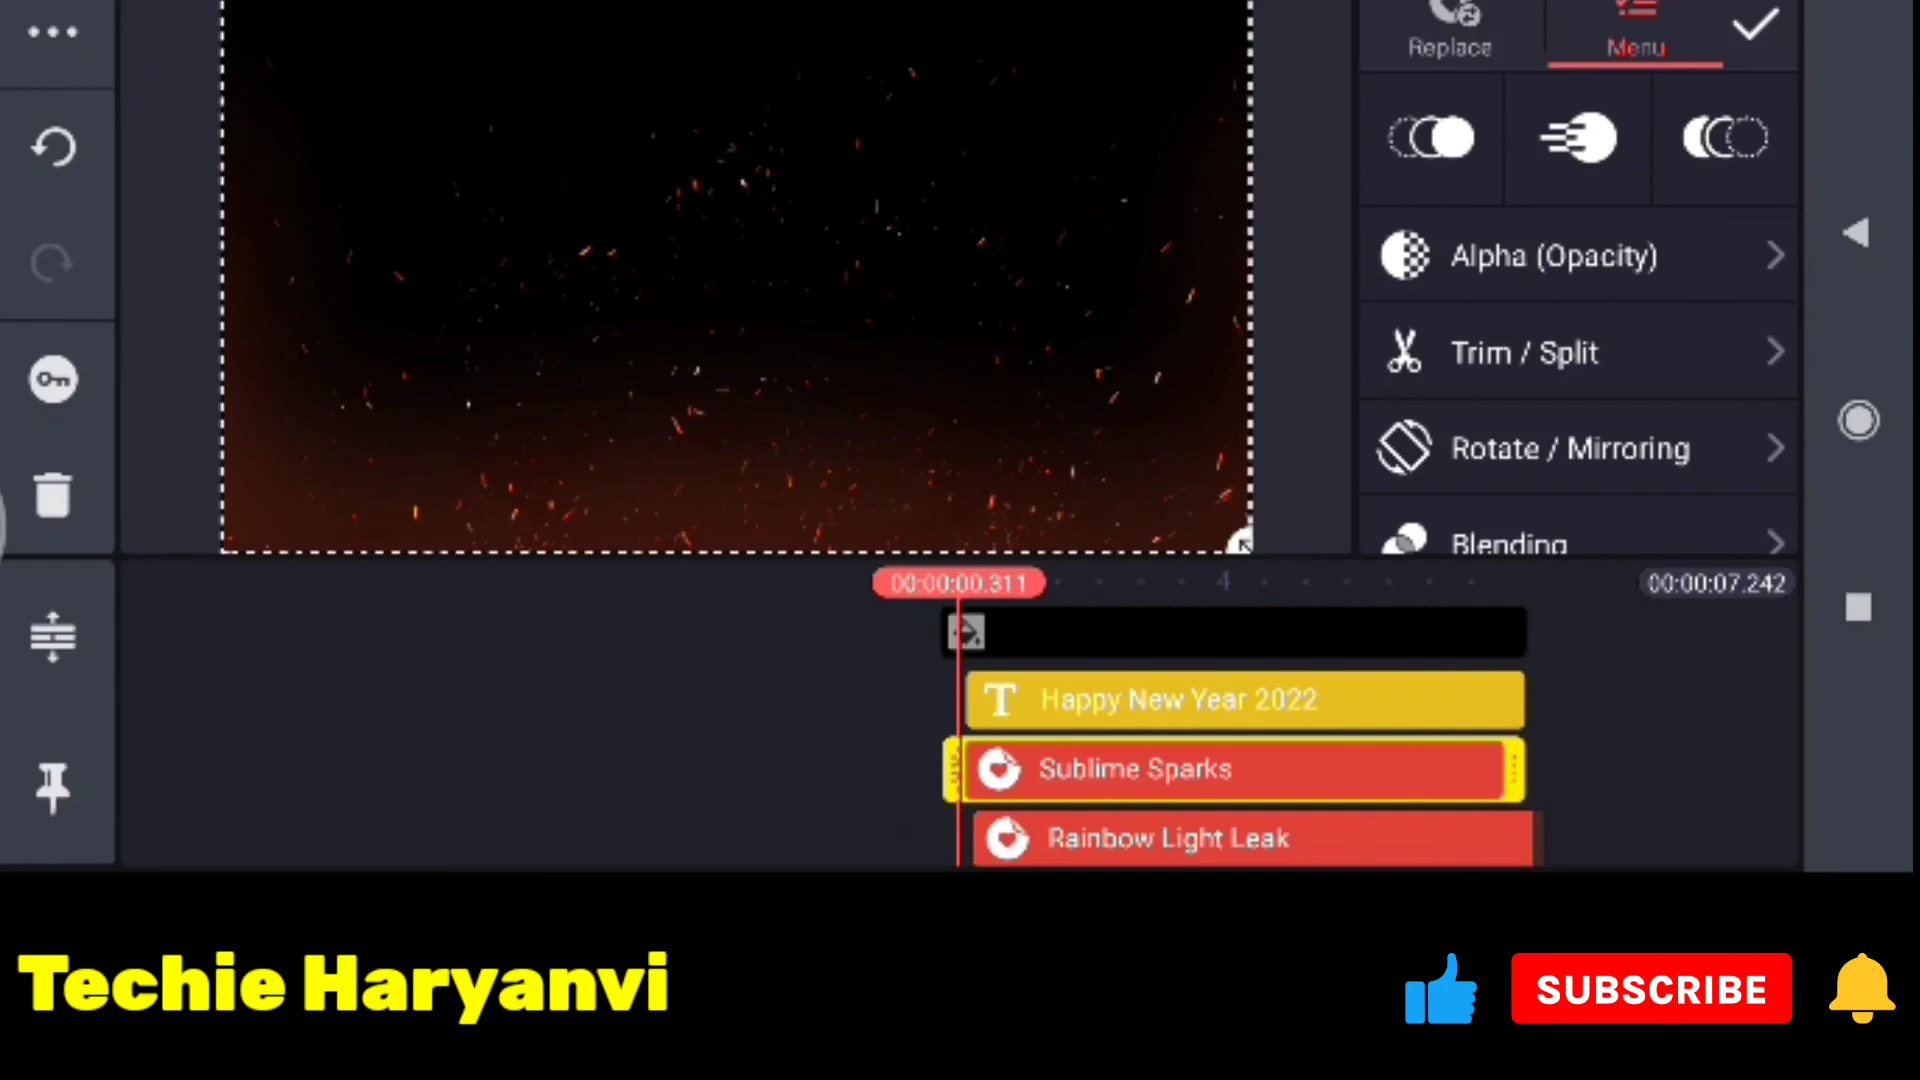 Replace
Menu
Alpha (Opacity)
Trim / Split
Rotate / Mirroring
Blending
00:00:00.311
4
00:00:07.242
T
Happy New Year 2022
Sublime Sparks
Rainbow Light Leak
Techie Haryanvi
SUBSCRIBE